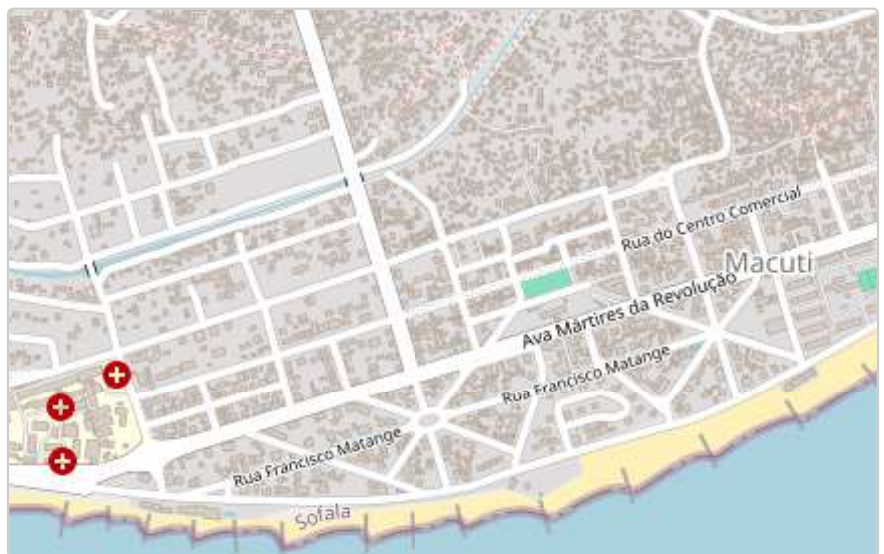 Rua do Centro Comercial
Macuti
Ava Mártires da Revolução
Rua Francisco Matange
Rua Francisco Matange
Sofala